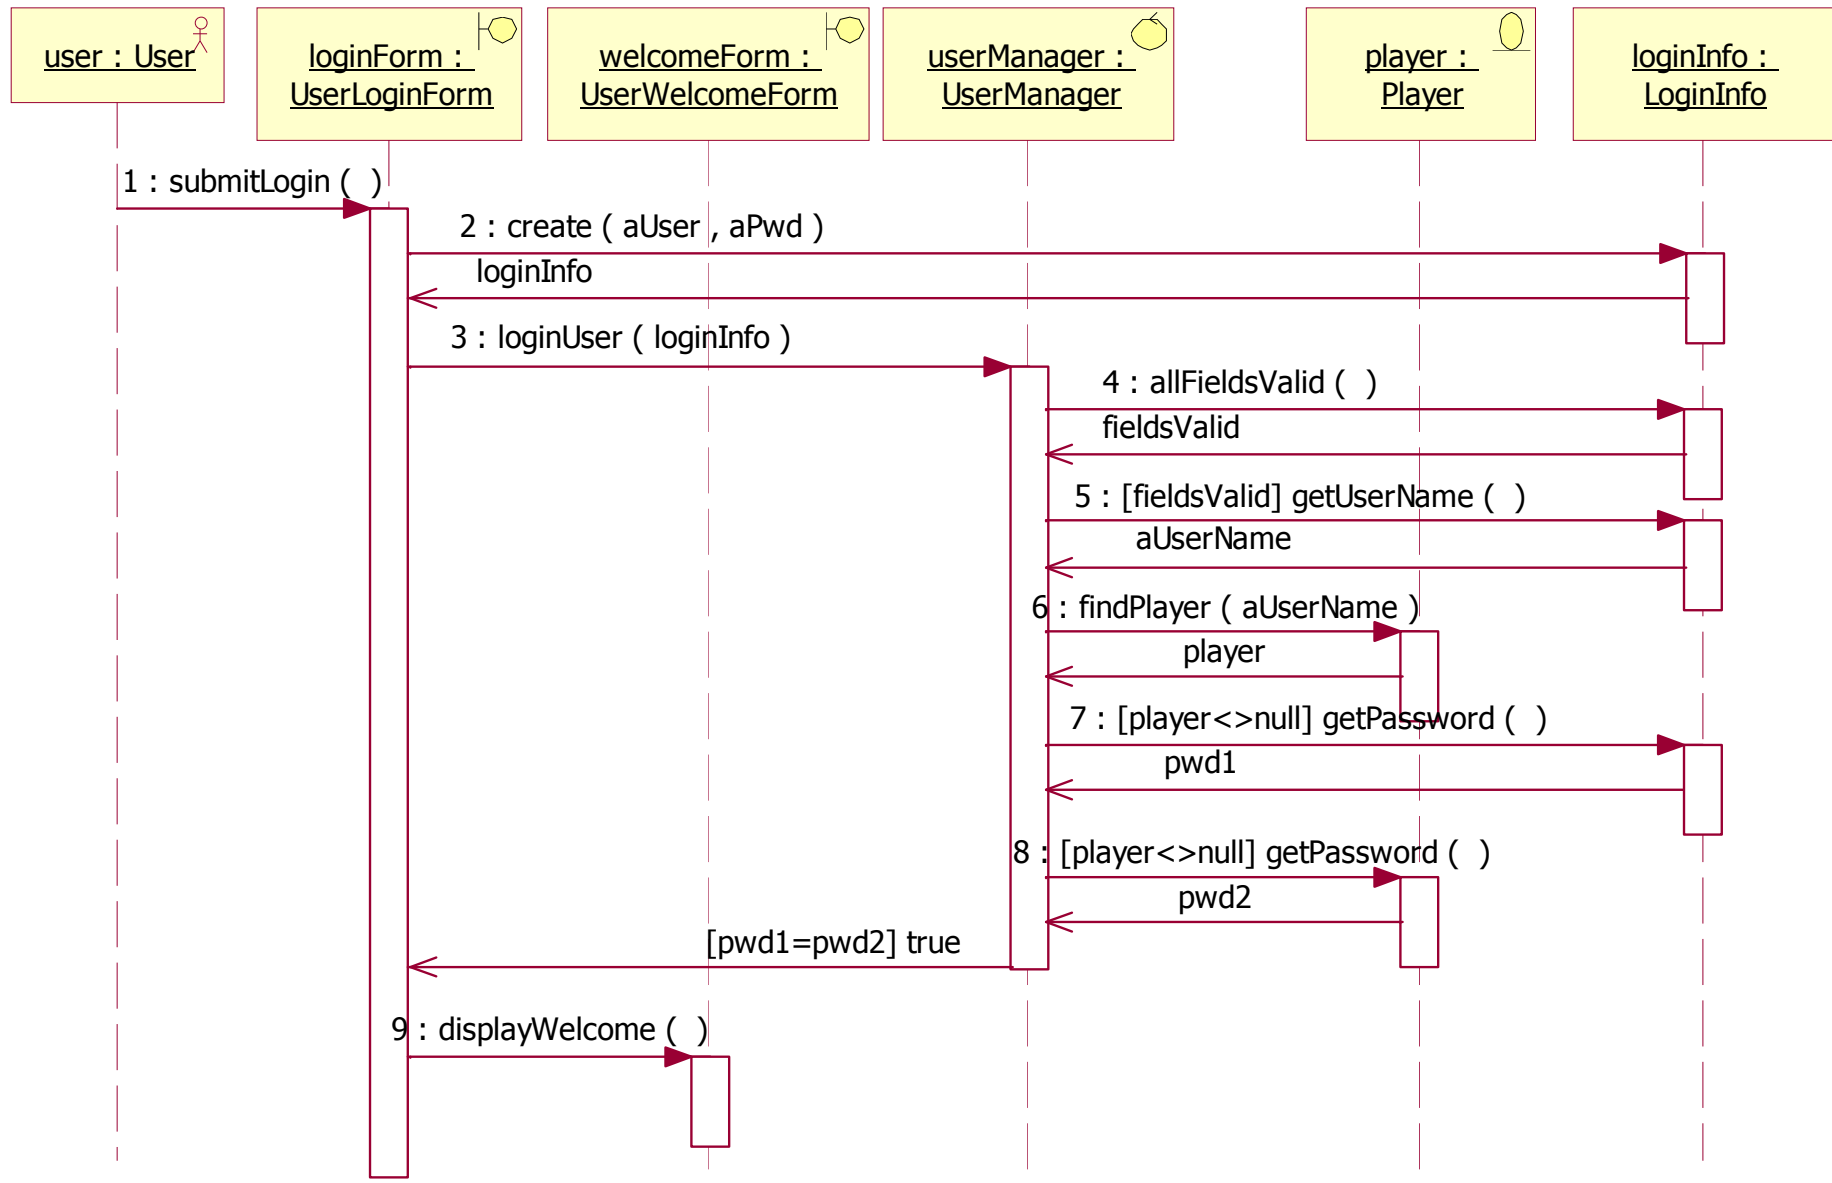 user : User
loginForm :
UserLoginForm
welcomeForm :
UserWelcomeForm
userManager :
UserManager
player :
Player
loginInfo :
LoginInfo
1 : submitLogin ( )
2 : create ( aUser , aPwd )
loginInfo
3 : loginUser ( loginInfo )
4 : allFieldsValid ( )
fieldsValid
5 : [fieldsValid] getUserName ( )
aUserName
6 : findPlayer ( aUserName )
player
7 : [player<>null] getPassword ( )
pwd1
8 : [player<>null] getPassword ( )
pwd2
[pwd1=pwd2] true
9 : displayWelcome ( )